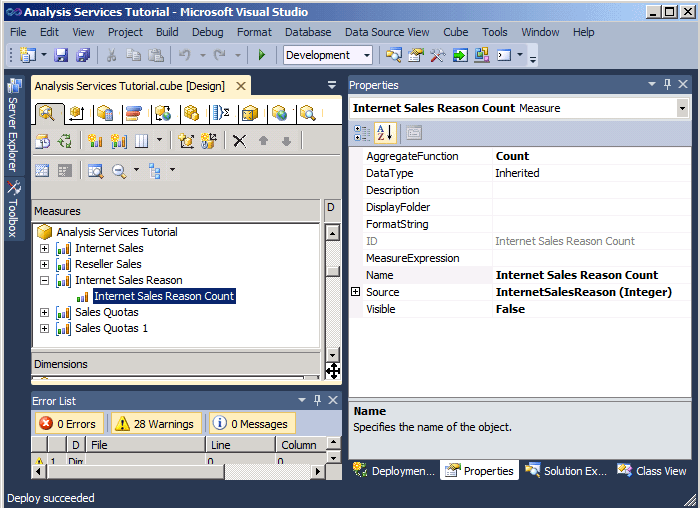 Analysis Services Tutorial - Microsoft Visual Studio
File Edit View Project Build Debug Format Database Data Source View Cube Tools Window Help
Development
Server Explorer
Toolbox
Analysis Services Tutorial.cube [Design]
Measures
D
Analysis Services Tutorial
Internet Sales
Reseller Sales
Internet Sales Reason
Internet Sales Reason Count
Sales Quotas
Sales Quotas 1
Dimensions
Error List
0 Errors 28 Warnings 0 Messages
D File Line Column
1 Dim 0 0
Properties
Internet Sales Reason Count Measure
AggregateFunction Count
DataType Inherited
Description
DisplayFolder
FormatString
ID Internet Sales Reason Count
MeasureExpression
Name Internet Sales Reason Count
Source InternetSalesReason (Integer)
Visible False
Name
Specifies the name of the object.
Deploymen... Properties Solution Ex... Class View
Deploy succeeded